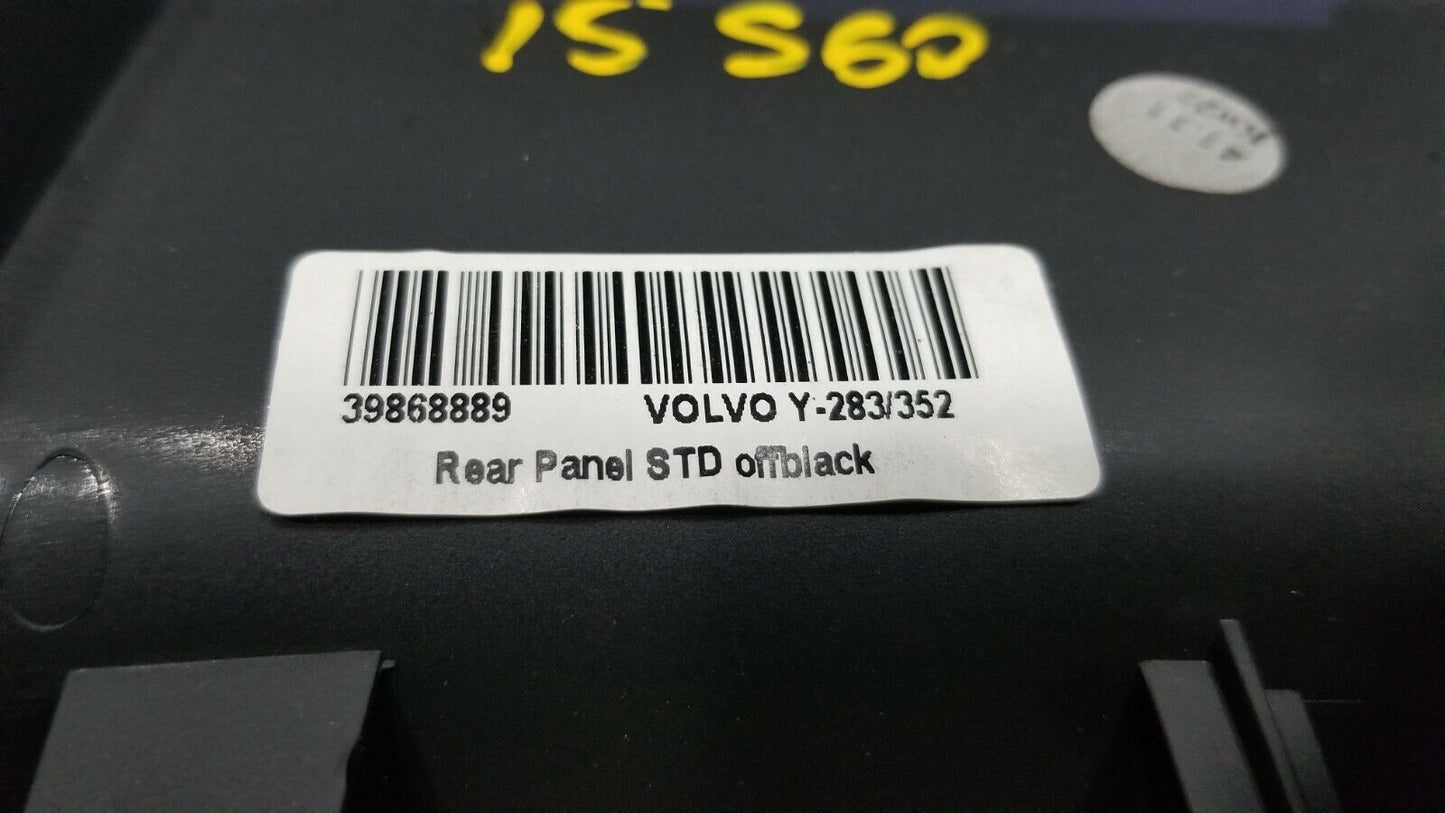 15 S60
39868889 VOLVO Y-283/352
Rear Panel STD offblack